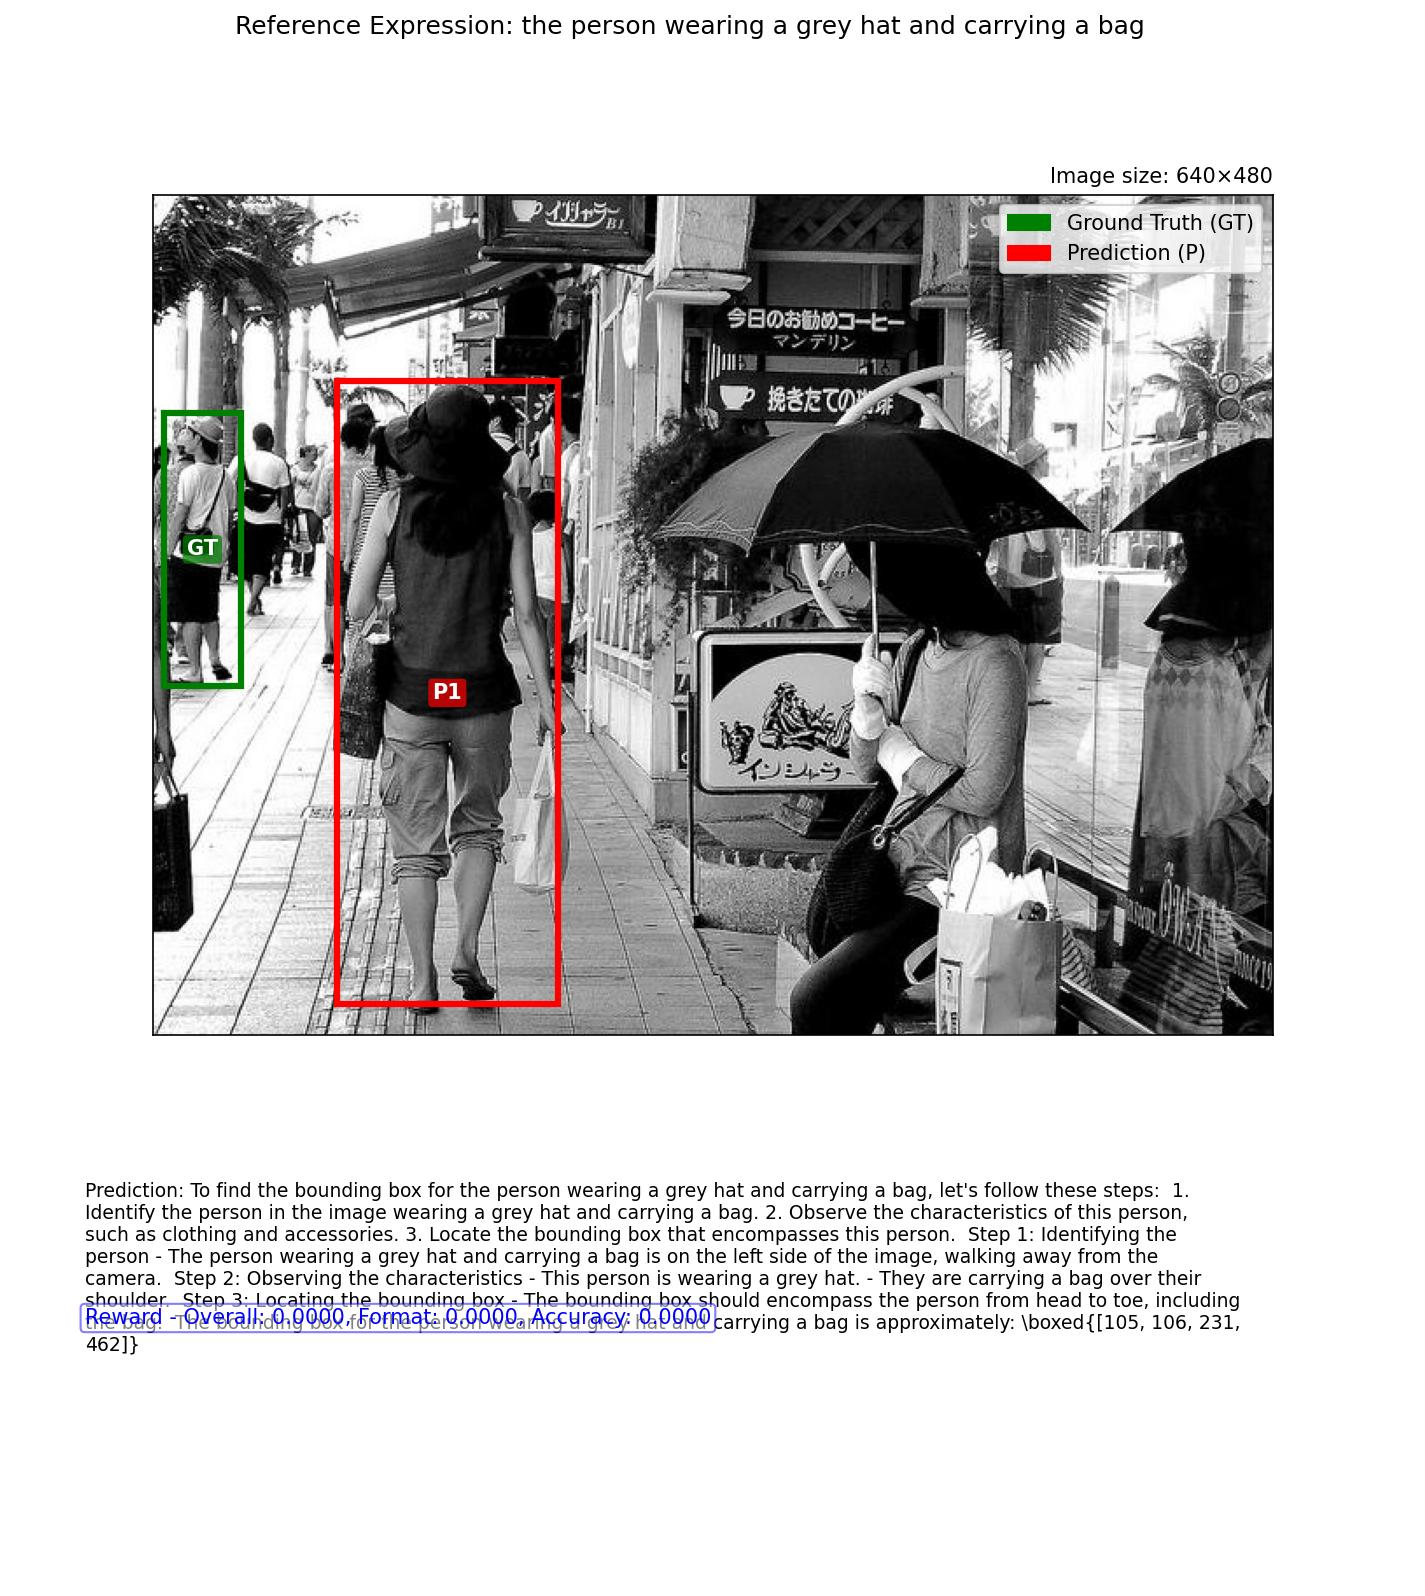 Reference Expression: the person wearing a grey hat and carrying a bag
Image size: 640×480
Ground Truth (GT)
Prediction (P)
イリジャラー
B1
今日のお勧めコーヒー
マンデリン
挽きたての珈琲
GT
P1
インジャラー
Prediction: To find the bounding box for the person wearing a grey hat and carrying a bag, let's follow these steps:  1.
Identify the person in the image wearing a grey hat and carrying a bag. 2. Observe the characteristics of this person,
such as clothing and accessories. 3. Locate the bounding box that encompasses this person.  Step 1: Identifying the
person - The person wearing a grey hat and carrying a bag is on the left side of the image, walking away from the
camera.  Step 2: Observing the characteristics - This person is wearing a grey hat. - They are carrying a bag over their
shoulder.  Step 3: Locating the bounding box - The bounding box should encompass the person from head to toe, including
Reward - Overall: 0.0000, Format: 0.0000, Accuracy: 0.0000
the bag.  The bounding box for the person wearing a grey hat and carrying a bag is approximately: \boxed{[105, 106, 231,
462]}